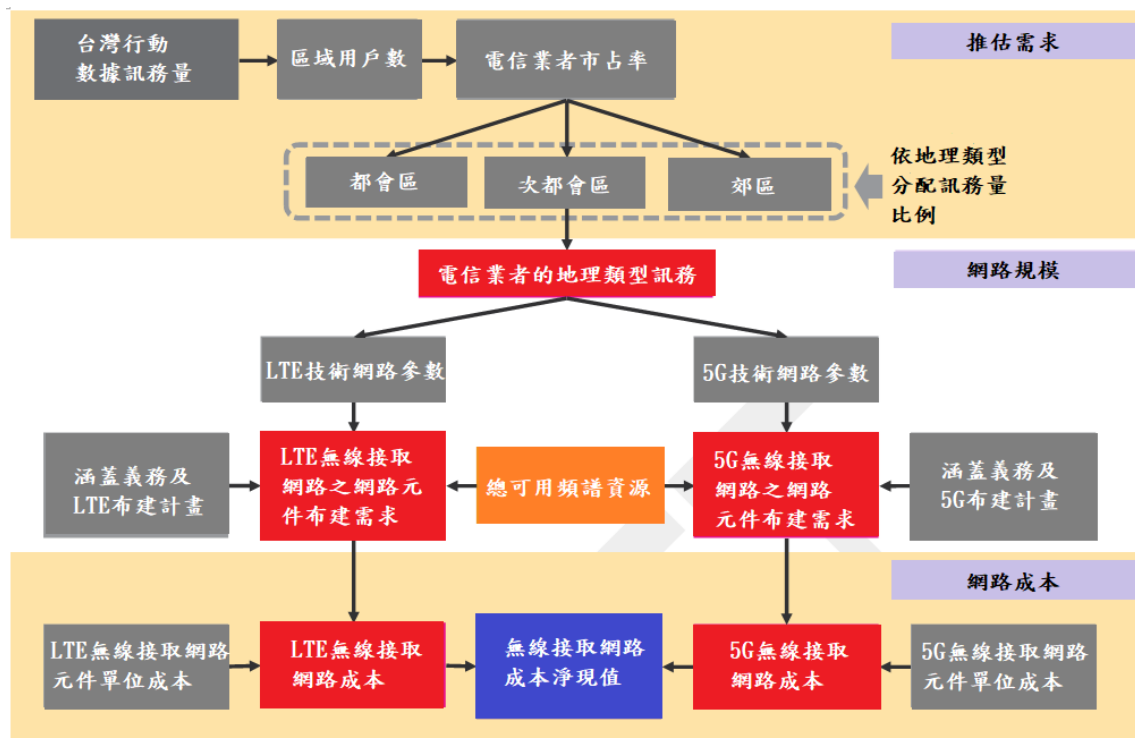 台灣行動
數據訊務量
區域用戶數
電信業者市占率
推估需求
都會區
次都會區
郊區
依地理類型
分配訊務量
比例
電信業者的地理類型訊務
網路規模
LTE技術網路參數
5G技術網路參數
涵蓋義務及
LTE布建計畫
LTE無線接取
網路之網路元
件布建需求
總可用頻譜資源
5G無線接取
網路之網路
元件布建需求
涵蓋義務及
5G布建計畫
網路成本
LTE無線接取網路
元件單位成本
LTE無線接取
網路成本
無線接取網路
成本淨現值
5G無線接取
網路成本
5G無線接取網路
元件單位成本